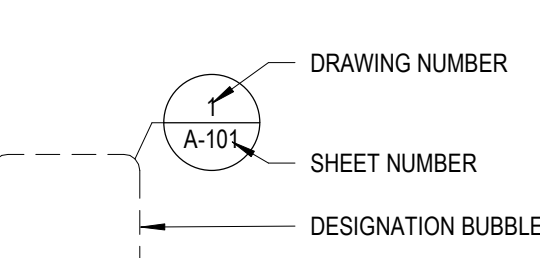 DRAWING NUMBER
1
A-101
SHEET NUMBER
DESIGNATION BUBBLE